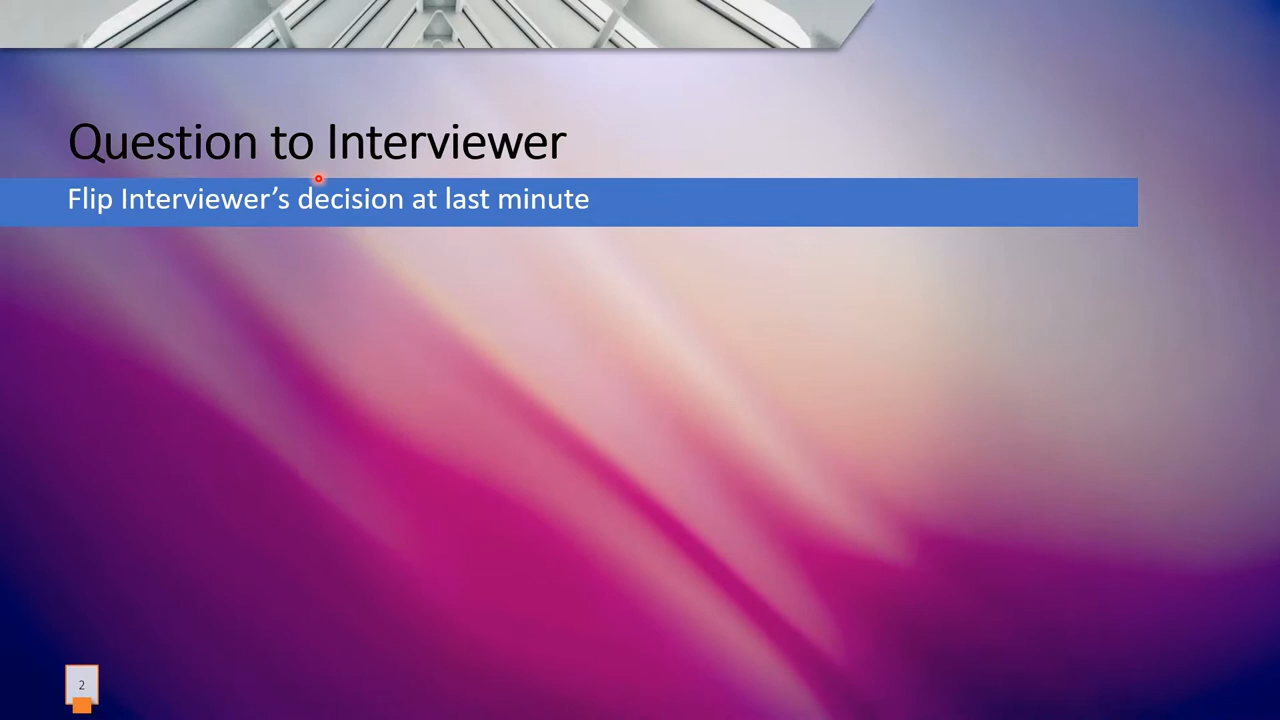 Question to Interviewer
Flip Interviewer’s decision at last minute
2